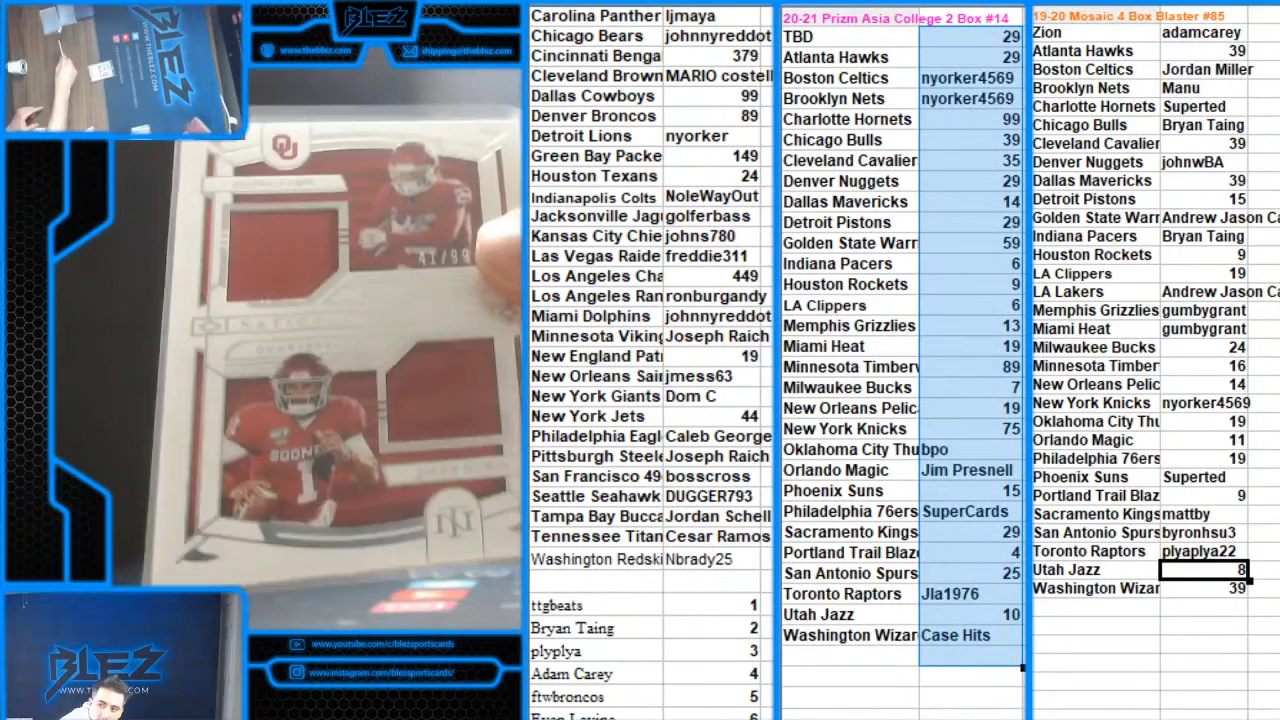 BLEZ
www.theblez.com
shipping@theblez.com
BLEZ
OU
41/99
SOONE
1
www.youtube.com/c/blezsportscards
www.instagram.com/blezsportscards/
BLEZ
Carolina Panther ljmaya
Chicago Bears johnnyreddot
Cincinnati Benga 379
Cleveland Brown MARIO costell
Dallas Cowboys 99
Denver Broncos 89
Detroit Lions nyorker
Green Bay Packe 149
Houston Texans 24
Indianapolis Colts NoleWayOut
Jacksonville Jagu golferbass
Kansas City Chie johns780
Las Vegas Raide freddie311
Los Angeles Cha 449
Los Angeles Ran ronburgandy
Miami Dolphins johnnyreddot
Minnesota Viking Joseph Raich
New England Patr 19
New Orleans Sai jmess63
New York Giants Dom C
New York Jets 44
Philadelphia Eagl Caleb George
Pittsburgh Steele Joseph Raich
San Francisco 49 bosscross
Seattle Seahawk DUGGER793
Tampa Bay Bucca Jordan Schell
Tennessee Titan Cesar Ramos
Washington Redski Nbrady25
ttgbeats 1
Bryan Taing 2
plyplya 3
Adam Carey 4
ftwbroncos 5
Evan Levine 6
20-21 Prizm Asia College 2 Box #14
TBD 29
Atlanta Hawks 29
Boston Celtics nyorker4569
Brooklyn Nets nyorker4569
Charlotte Hornets 99
Chicago Bulls 39
Cleveland Cavalier 35
Denver Nuggets 29
Dallas Mavericks 14
Detroit Pistons 29
Golden State Warr 59
Indiana Pacers 6
Houston Rockets 9
LA Clippers 6
Memphis Grizzlies 13
Miami Heat 19
Minnesota Timberv 89
Milwaukee Bucks 7
New Orleans Pelic 19
New York Knicks 75
Oklahoma City Thu bpo
Orlando Magic Jim Presnell
Phoenix Suns 15
Philadelphia 76ers SuperCards
Sacramento Kings 29
Portland Trail Blaz 4
San Antonio Spurs 25
Toronto Raptors Jla1976
Utah Jazz 10
Washington Wizar Case Hits
19-20 Mosaic 4 Box Blaster #85
Zion adamcarey
Atlanta Hawks 39
Boston Celtics Jordan Miller
Brooklyn Nets Manu
Charlotte Hornets Superted
Chicago Bulls Bryan Taing
Cleveland Cavalier 39
Denver Nuggets johnwBA
Dallas Mavericks 39
Detroit Pistons 15
Golden State Warr Andrew Jason Ca
Indiana Pacers Bryan Taing
Houston Rockets 9
LA Clippers 19
LA Lakers Andrew Jason Ca
Memphis Grizzlies gumbygrant
Miami Heat gumbygrant
Milwaukee Bucks 24
Minnesota Timber 16
New Orleans Pelic 14
New York Knicks nyorker4569
Oklahoma City Thu 19
Orlando Magic 11
Philadelphia 76ers 19
Phoenix Suns Superted
Portland Trail Blaz 9
Sacramento Kings mattby
San Antonio Spurs byronhsu3
Toronto Raptors plyaplya22
Utah Jazz 8
Washington Wizar 39